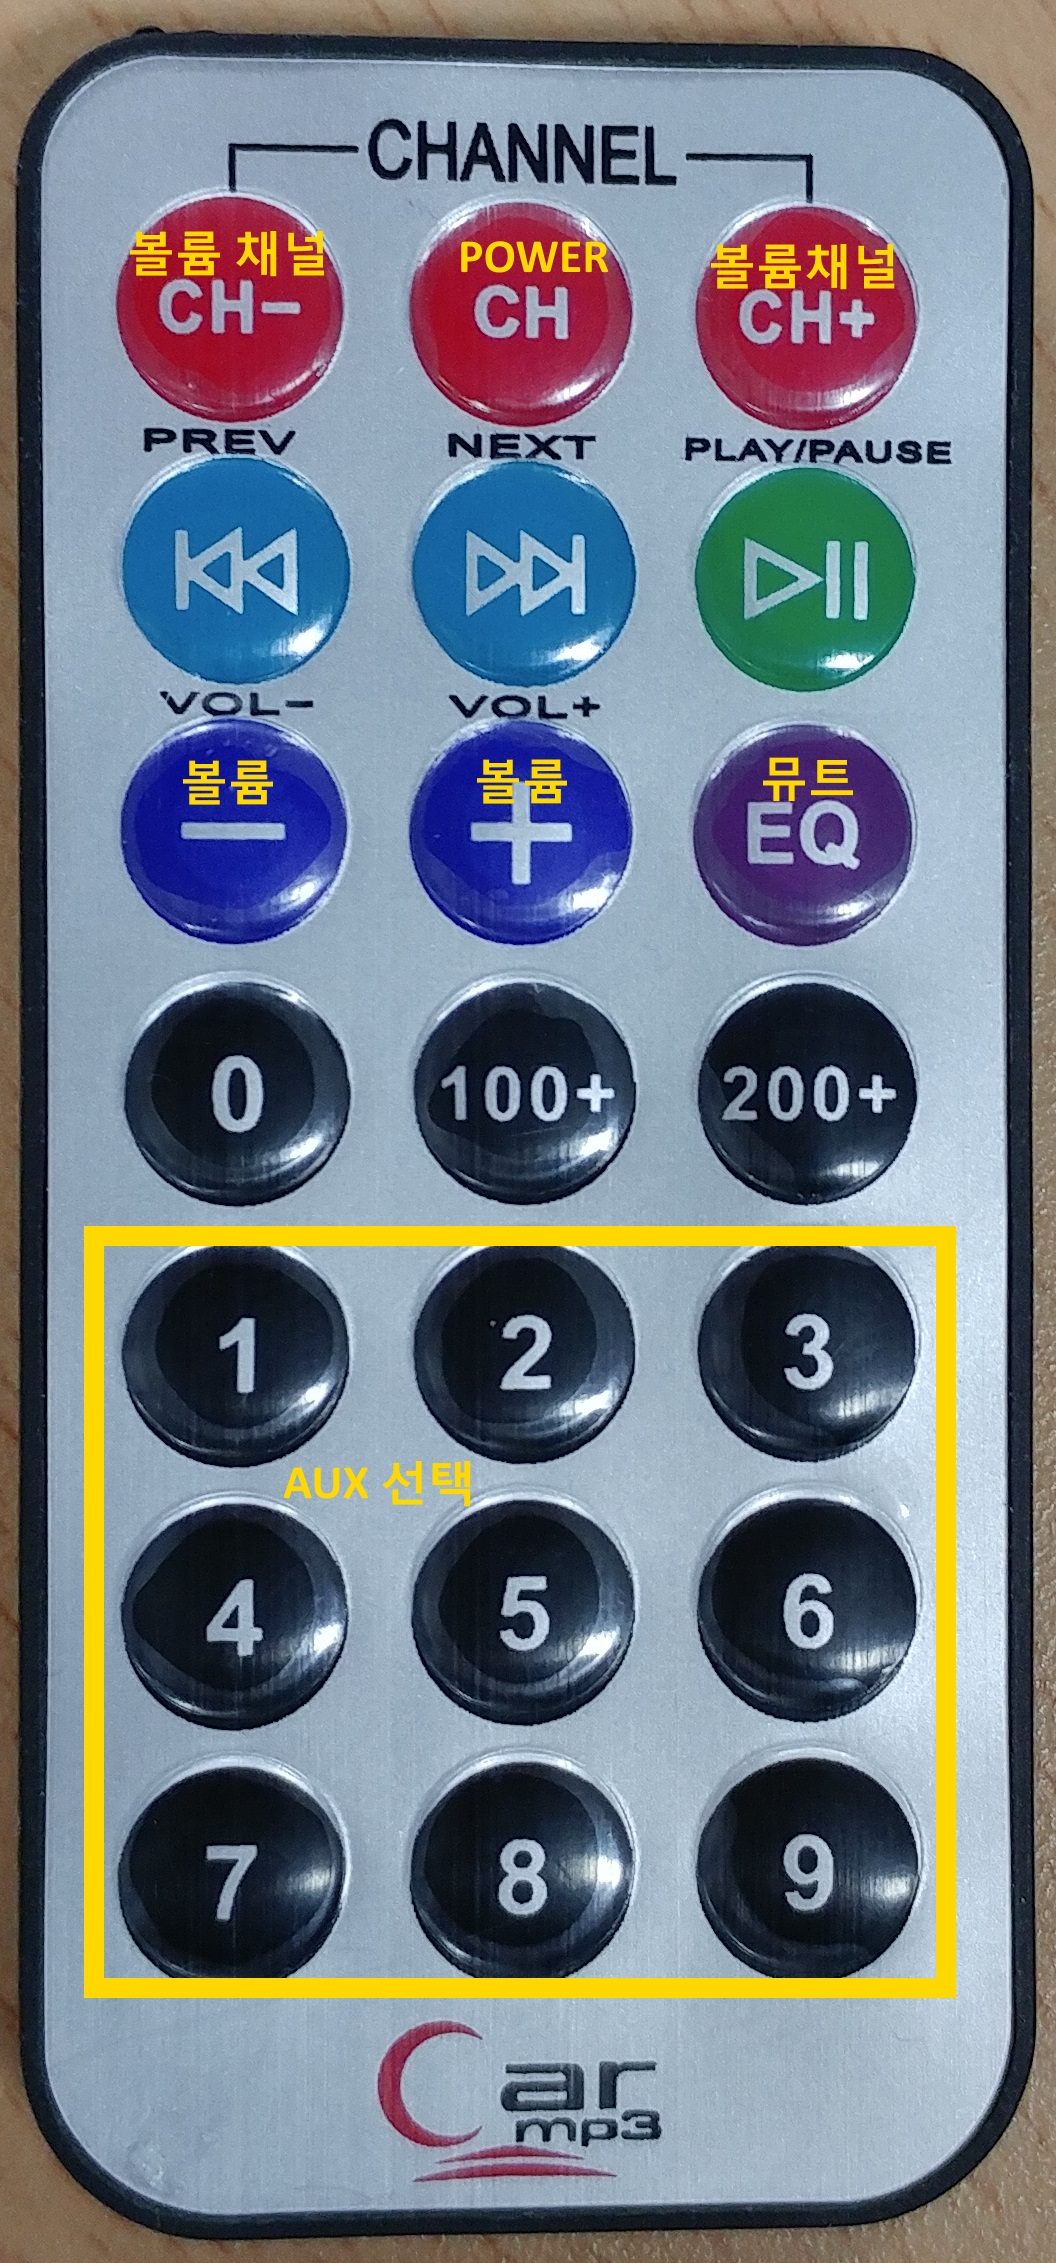 CHANNEL
볼륨 채널 POWER 볼륨채널
CH- CH CH+
PREV NEXT PLAY/PAUSE
VOL- VOL+
볼륨 볼륨 뮤트
- + EQ
0 100+ 200+
1 2 3
AUX 선택
4 5 6
7 8 9
Car
mp3